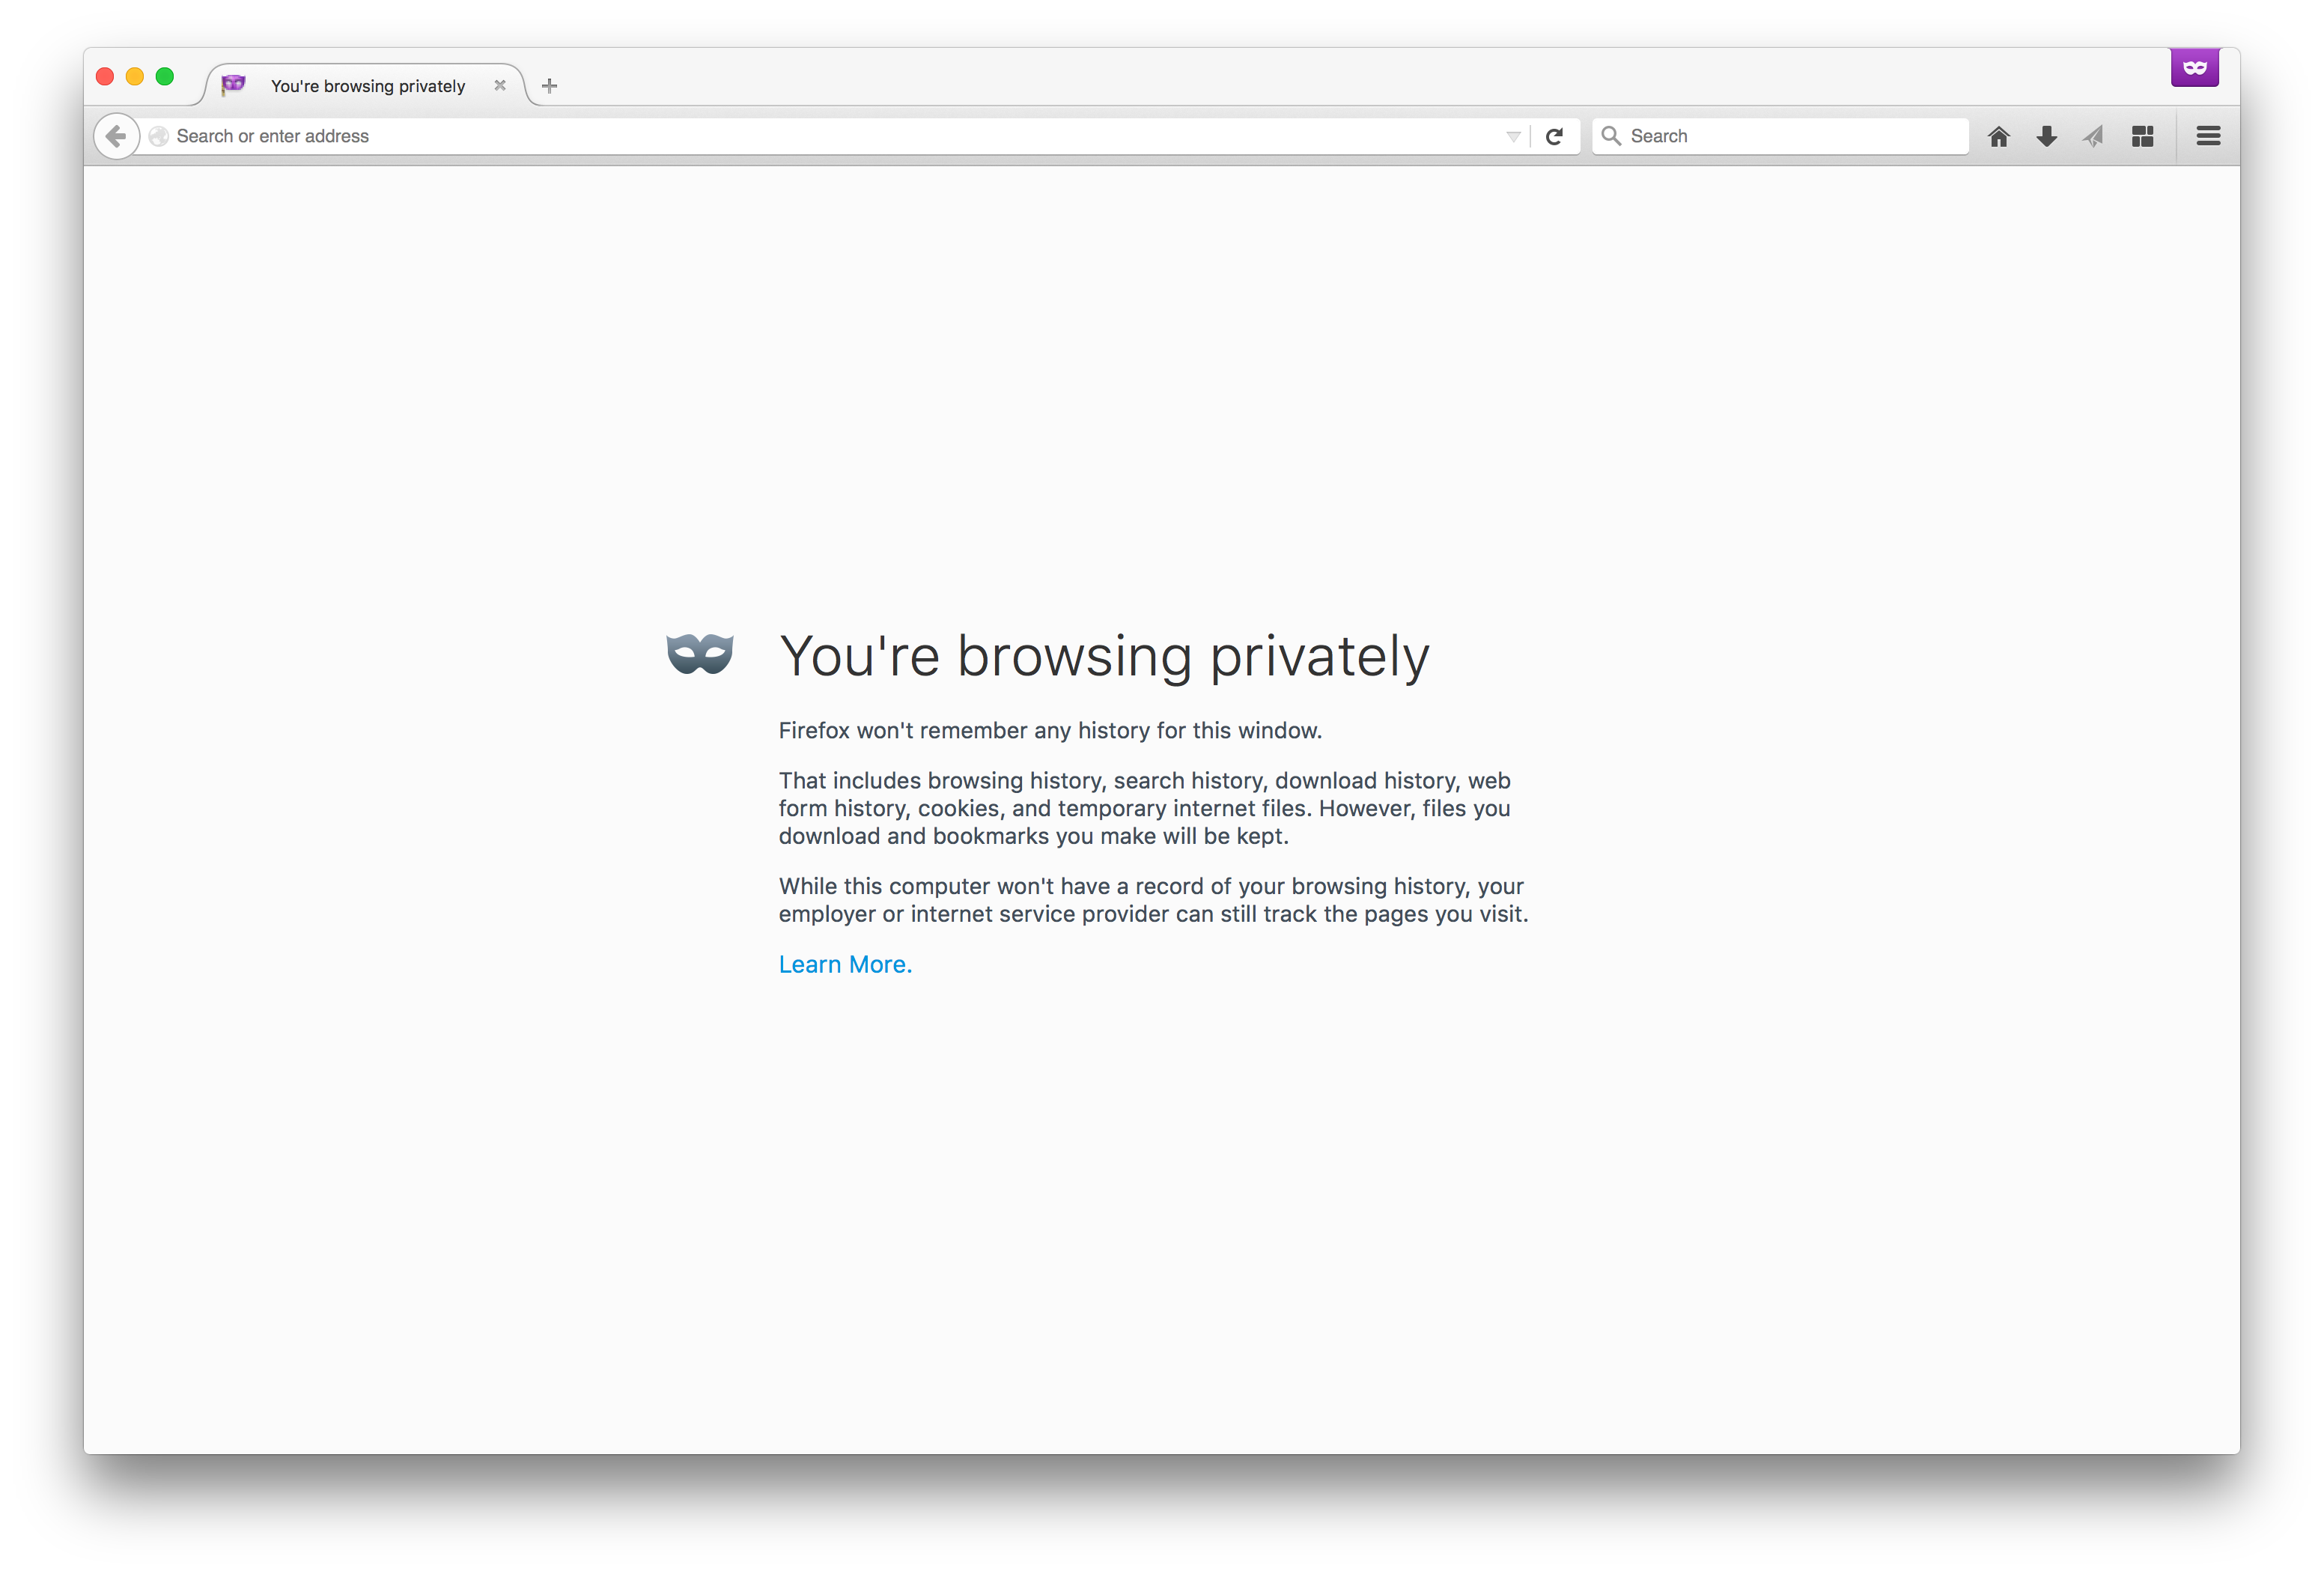 You're browsing privately
Search or enter address
Search
You're browsing privately
Firefox won't remember any history for this window.
That includes browsing history, search history, download history, web
form history, cookies, and temporary internet files. However, files you
download and bookmarks you make will be kept.
While this computer won't have a record of your browsing history, your
employer or internet service provider can still track the pages you visit.
Learn More.